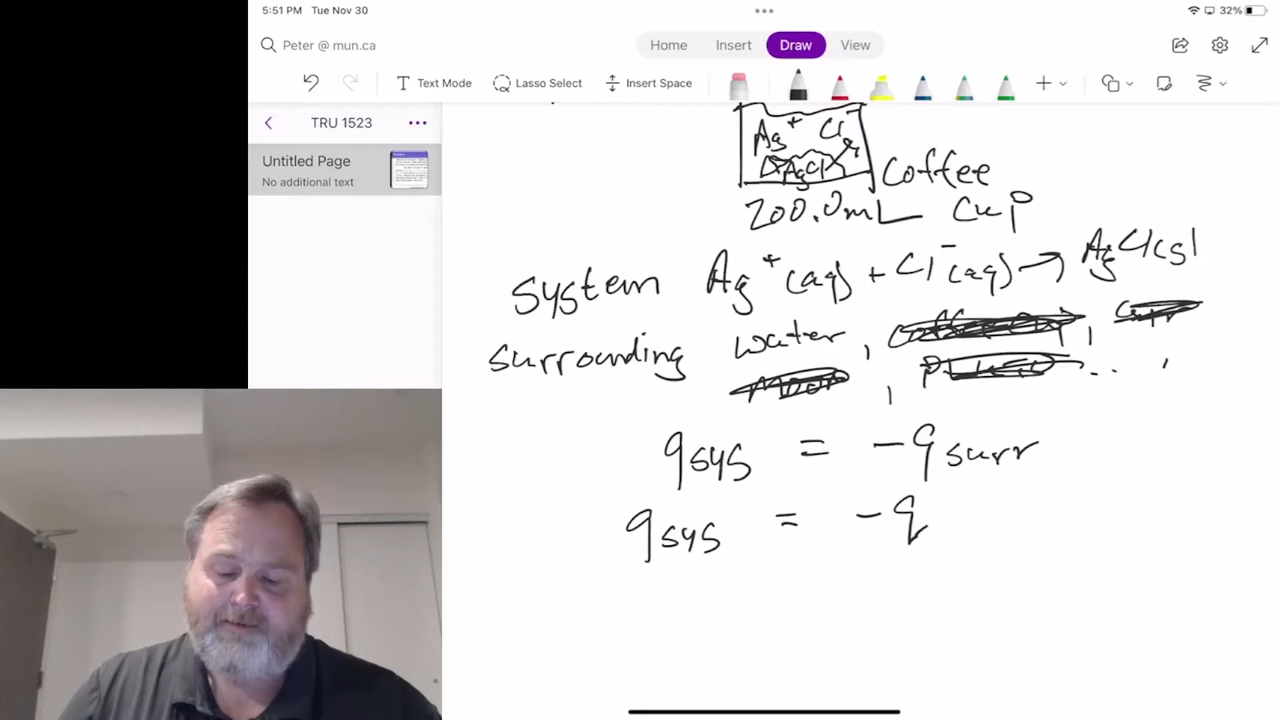 5:51 PM Tue Nov 30
32%
Peter @ mun.ca
Home Insert Draw View
Text Mode Lasso Select Insert Space
TRU 1523
Untitled Page
No additional text
Ag⁺ Cl⁻
AgCl
Coffee
200.0mL Cup
system Ag⁺(aq) + Cl⁻(aq) → AgCl(s)
surrounding water,
qsys = -qsurr
qsys = -q